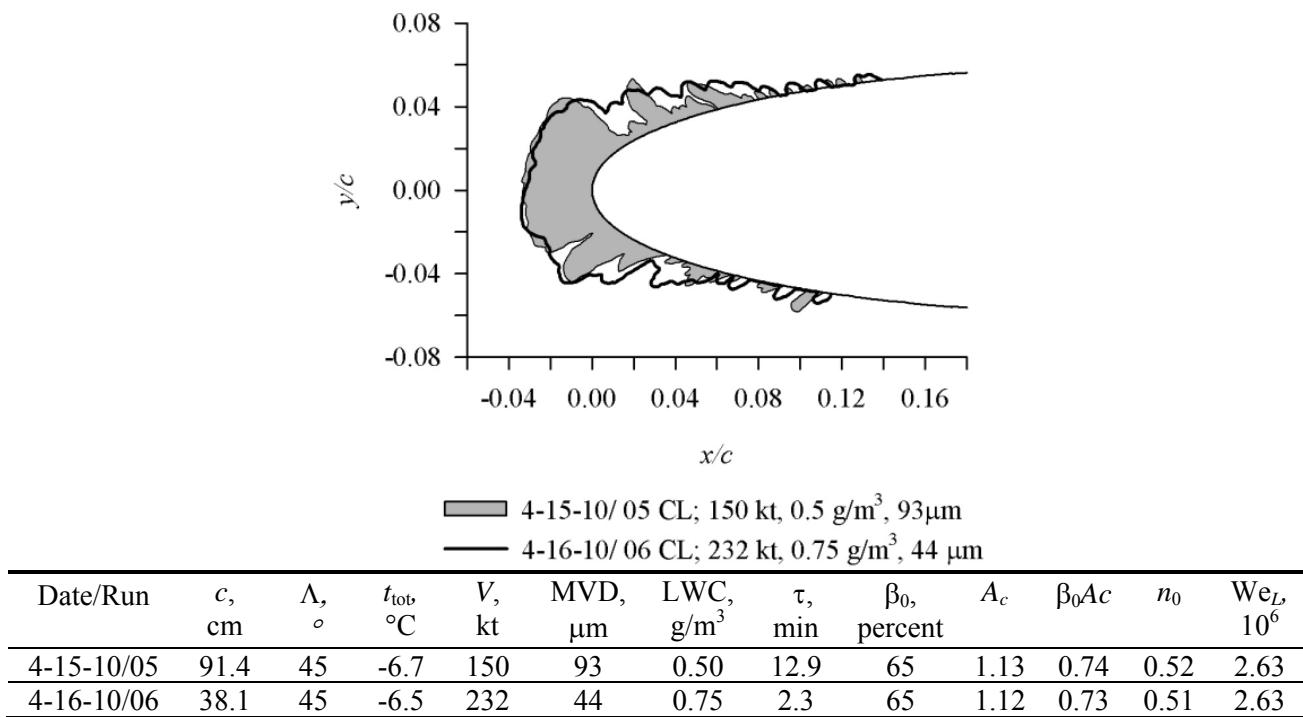 0.08
0.04
0.00
-0.04
-0.08
y/c
-0.04 0.00 0.04 0.08 0.12 0.16
x/c
4-15-10/ 05 CL; 150 kt, 0.5 g/m³, 93μm
4-16-10/ 06 CL; 232 kt, 0.75 g/m³, 44 μm
Date/Run c, cm Λ, ° t_tot, °C V, kt MVD, μm LWC, g/m³ τ, min β₀, percent A_c β₀Ac n₀ We_L, 10⁶
4-15-10/05 91.4 45 -6.7 150 93 0.50 12.9 65 1.13 0.74 0.52 2.63
4-16-10/06 38.1 45 -6.5 232 44 0.75 2.3 65 1.12 0.73 0.51 2.63